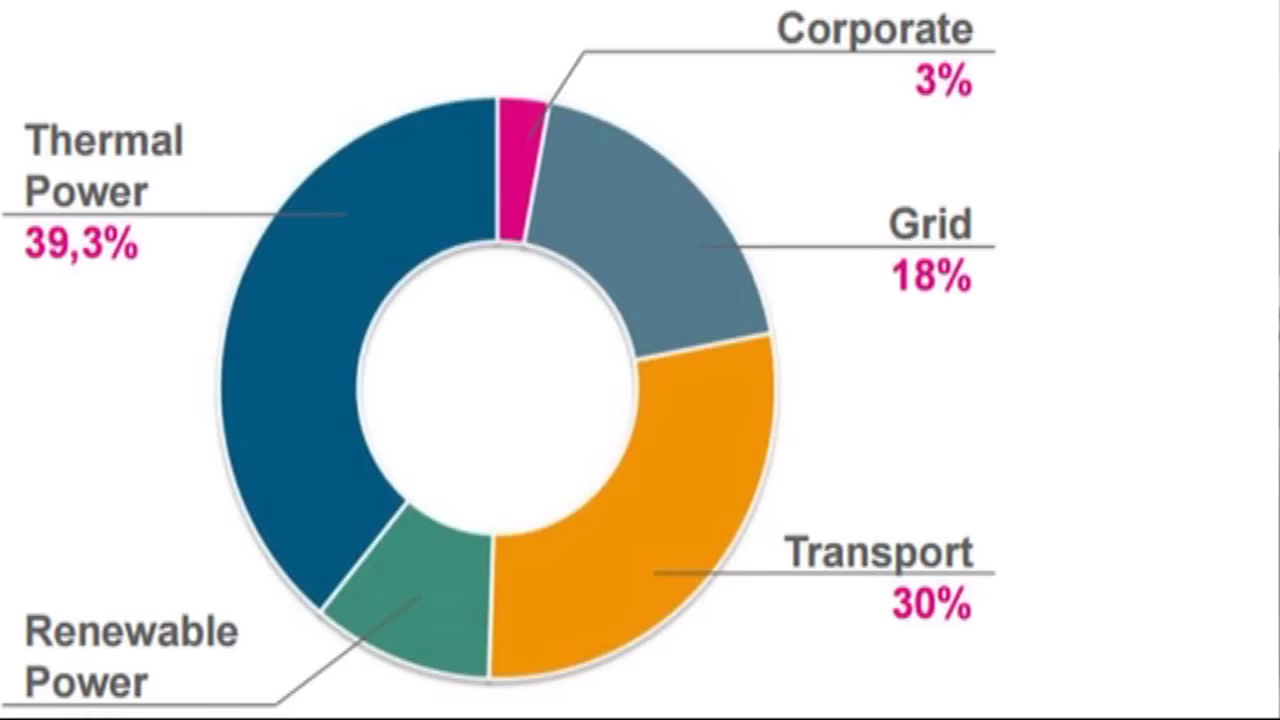 Corporate
3%
Thermal
Power
39,3%
Grid
18%
Transport
30%
Renewable
Power